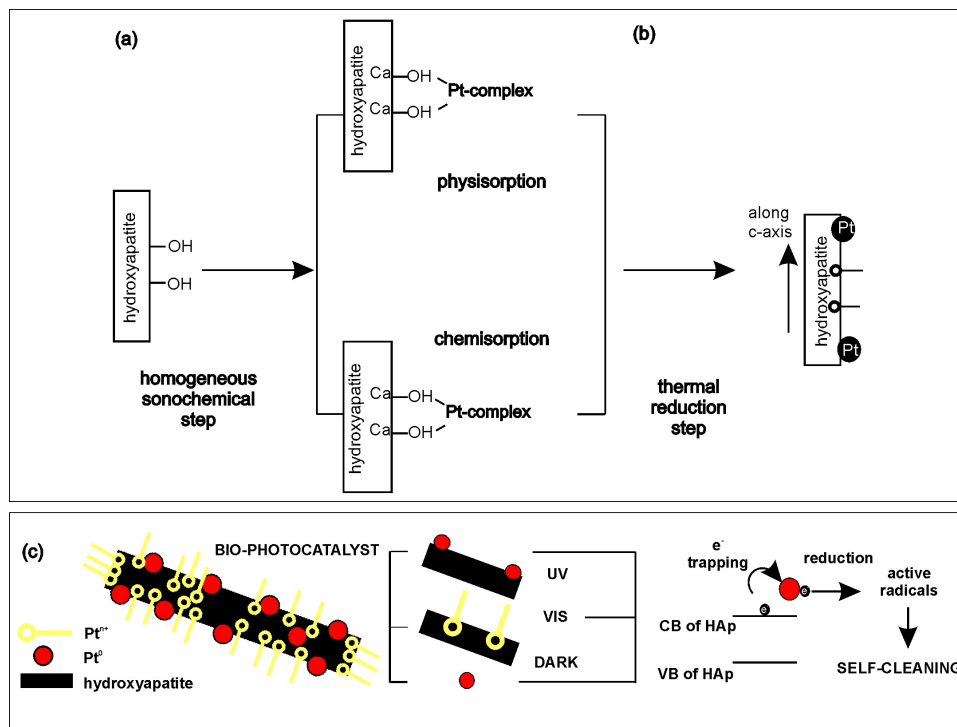 (a)
hydroxyapatite
OH
OH
homogeneous
sonochemical
step
hydroxyapatite
Ca
OH
Ca
OH
Pt-complex
physisorption
chemisorption
hydroxyapatite
Ca
OH
Ca
OH
Pt-complex
(b)
thermal
reduction
step
along
c-axis
hydroxyapatite
Pt
Pt
(c)
BIO-PHOTOCATALYST
Ptⁿ⁺
Pt⁰
hydroxyapatite
UV
VIS
DARK
e⁻
trapping
reduction
e
e
active
radicals
CB of HAp
VB of HAp
SELF-CLEANING